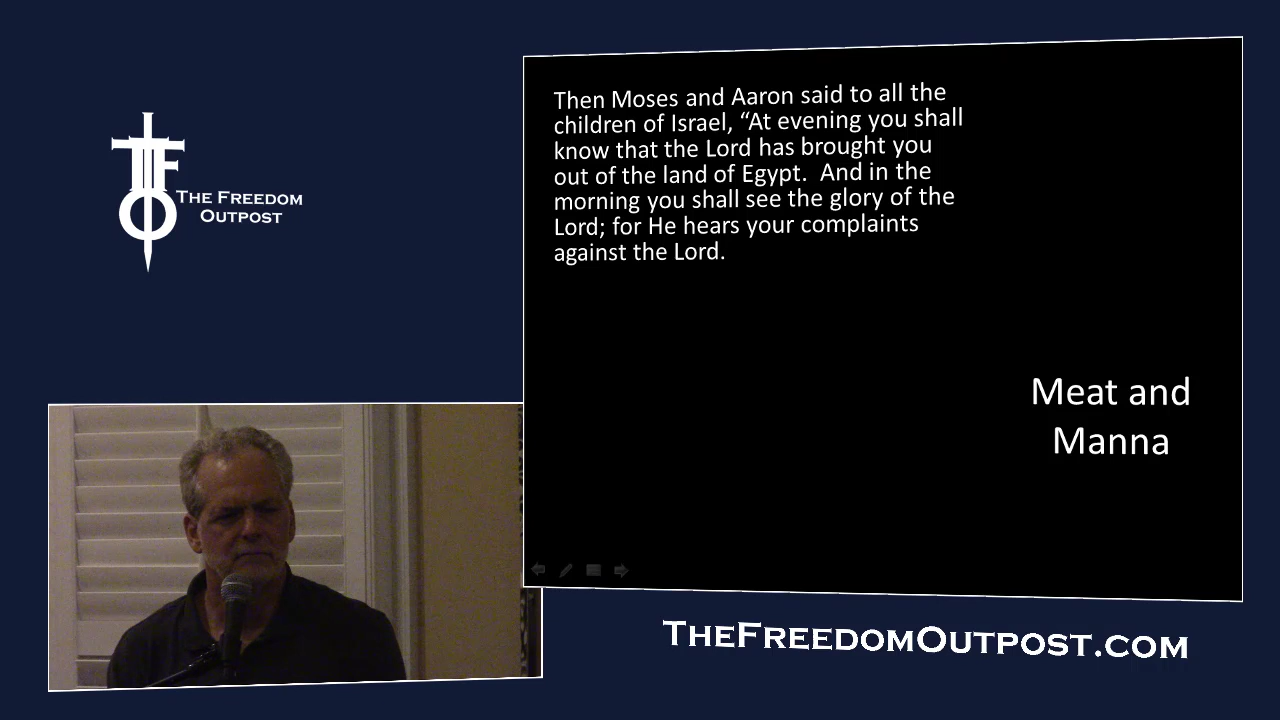 TF
THE FREEDOM
OUTPOST
Then Moses and Aaron said to all the
children of Israel, “At evening you shall
know that the Lord has brought you
out of the land of Egypt.  And in the
morning you shall see the glory of the
Lord; for He hears your complaints
against the Lord.
Meat and
Manna
THEFREEDOMOUTPOST.COM